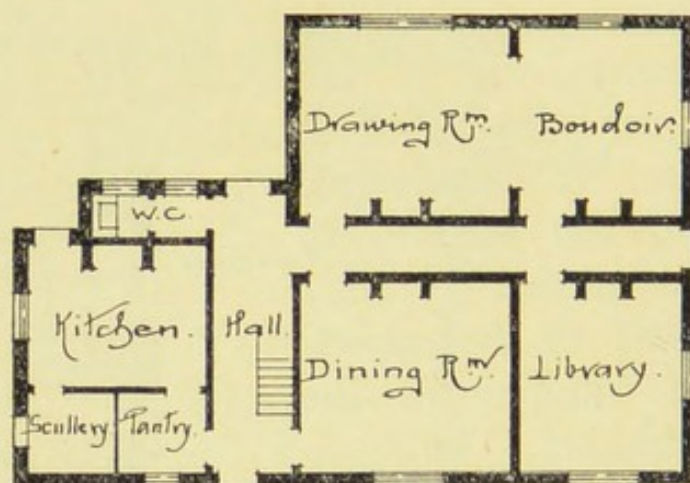 Drawing Rm. Boudoir.
W.C.
Kitchen. Hall. Dining Rm. Library.
Scullery Pantry.